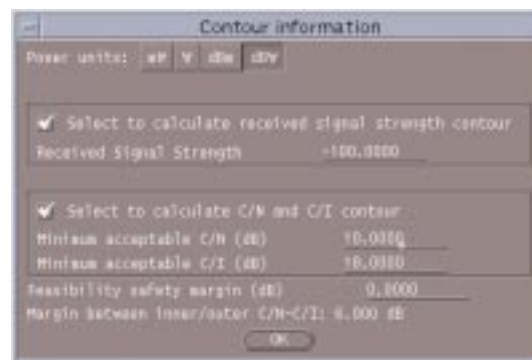 Contour information
Power units: mW W dBm dBW
Select to calculate received signal strength contour
Received Signal Strength -100.0000
Select to calculate C/N and C/I contour
Minimum acceptable C/N (dB) 10.0000
Minimum acceptable C/I (dB) 10.0000
Feasibility safety margin (dB) 0.0000
Margin between inner/outer C/N-C/I: 6.000 dB
OK